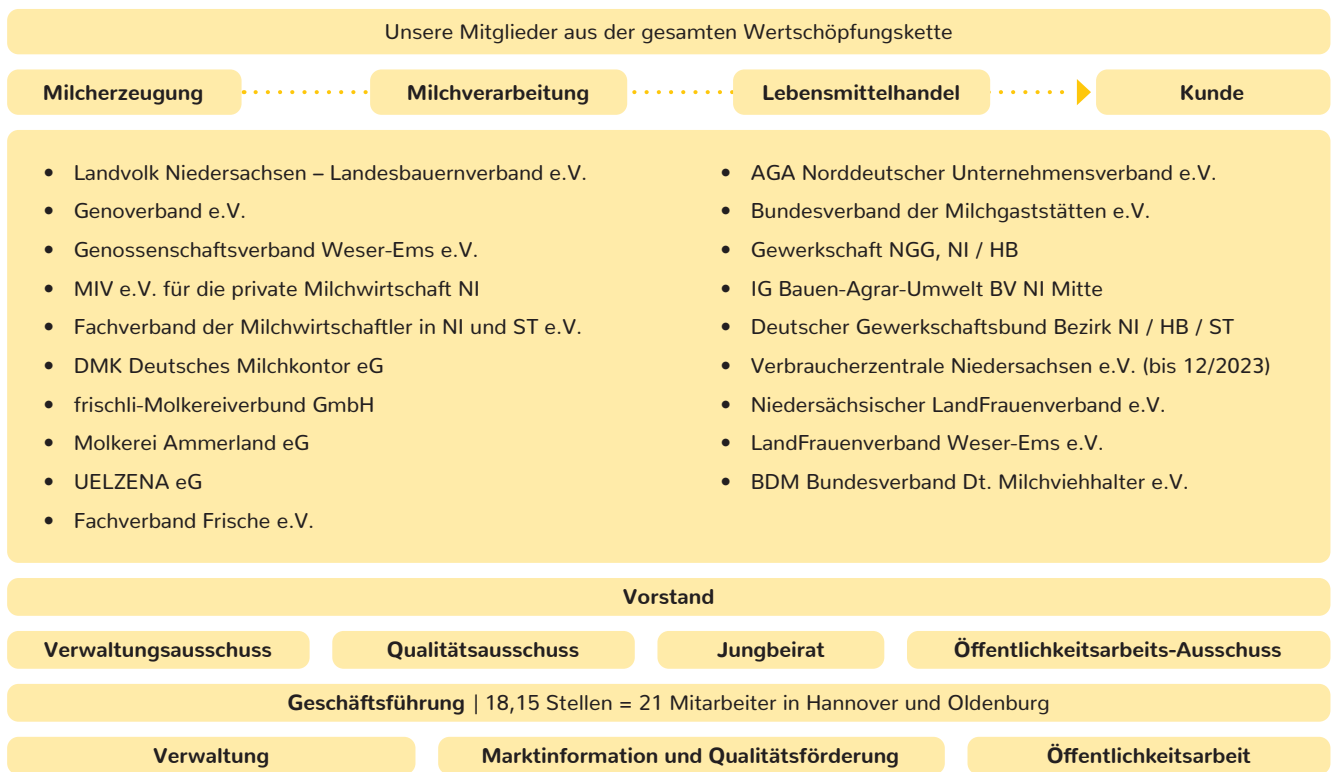 Unsere Mitglieder aus der gesamten Wertschöpfungskette
Milcherzeugung
Milchverarbeitung
Lebensmittelhandel
Kunde
• Landvolk Niedersachsen – Landesbauernverband e.V.
• Genoverband e.V.
• Genossenschaftsverband Weser-Ems e.V.
• MIV e.V. für die private Milchwirtschaft NI
• Fachverband der Milchwirtschaftler in NI und ST e.V.
• DMK Deutsches Milchkontor eG
• frischli-Molkereiverbund GmbH
• Molkerei Ammerland eG
• UELZENA eG
• Fachverband Frische e.V.
• AGA Norddeutscher Unternehmensverband e.V.
• Bundesverband der Milchgaststätten e.V.
• Gewerkschaft NGG, NI / HB
• IG Bauen-Agrar-Umwelt BV NI Mitte
• Deutscher Gewerkschaftsbund Bezirk NI / HB / ST
• Verbraucherzentrale Niedersachsen e.V. (bis 12/2023)
• Niedersächsischer LandFrauenverband e.V.
• LandFrauenverband Weser-Ems e.V.
• BDM Bundesverband Dt. Milchviehhalter e.V.
Vorstand
Verwaltungsausschuss
Qualitätsausschuss
Jungbeirat
Öffentlichkeitsarbeits-Ausschuss
Geschäftsführung | 18,15 Stellen = 21 Mitarbeiter in Hannover und Oldenburg
Verwaltung
Marktinformation und Qualitätsförderung
Öffentlichkeitsarbeit